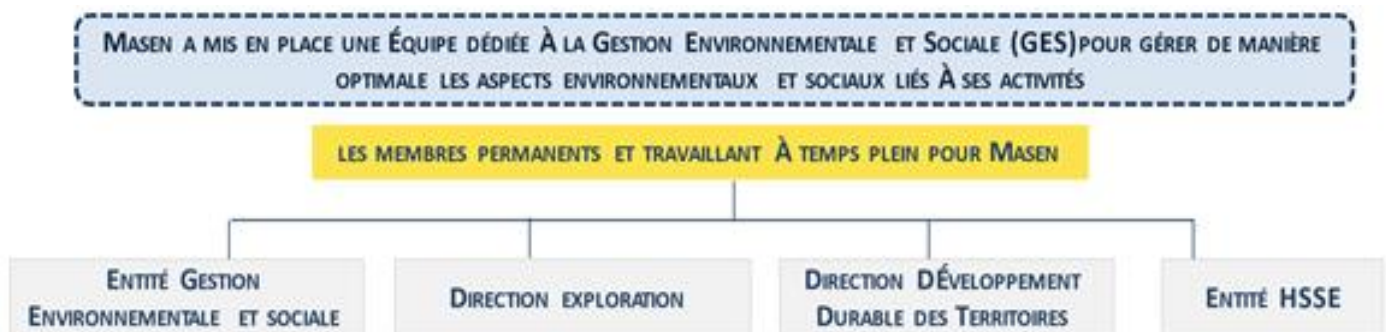 MASEN A MIS EN PLACE UNE ÉQUIPE DÉDIÉE À LA GESTION ENVIRONNEMENTALE ET SOCIALE (GES)POUR GÉRER DE MANIÈRE
OPTIMALE LES ASPECTS ENVIRONNEMENTAUX ET SOCIAUX LIÉS À SES ACTIVITÉS
LES MEMBRES PERMANENTS ET TRAVAILLANT À TEMPS PLEIN POUR MASEN
ENTITÉ GESTION
ENVIRONNEMENTALE ET SOCIALE
DIRECTION EXPLORATION
DIRECTION DÉVELOPPEMENT
DURABLE DES TERRITOIRES
ENTITÉ HSSE